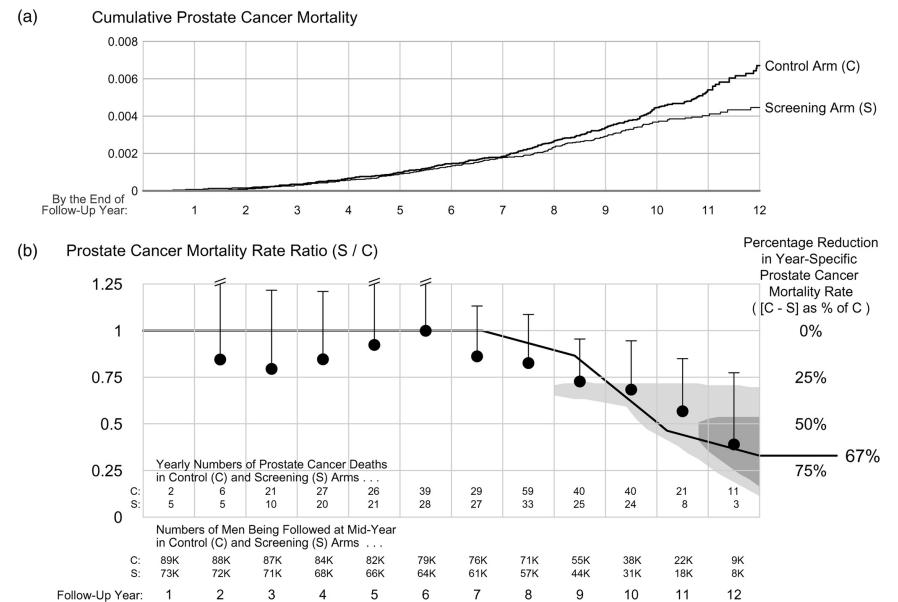 (a) Cumulative Prostate Cancer Mortality
0.008
0.006
0.004
0.002
0
Control Arm (C)
Screening Arm (S)
By the End of
Follow-Up Year: 1 2 3 4 5 6 7 8 9 10 11 12
(b) Prostate Cancer Mortality Rate Ratio (S / C)
Percentage Reduction
in Year-Specific
Prostate Cancer
Mortality Rate
( [C - S] as % of C )
1.25
1 0%
0.75 25%
0.5 50%
67%
0.25 75%
0
Yearly Numbers of Prostate Cancer Deaths
in Control (C) and Screening (S) Arms . . .
C: 2 6 21 27 26 39 29 59 40 40 21 11
S: 5 5 10 20 21 28 27 33 25 24 8 3
Numbers of Men Being Followed at Mid-Year
in Control (C) and Screening (S) Arms . . .
C: 89K 88K 87K 84K 82K 79K 76K 71K 55K 38K 22K 9K
S: 73K 72K 71K 68K 66K 64K 61K 57K 44K 31K 18K 8K
Follow-Up Year: 1 2 3 4 5 6 7 8 9 10 11 12